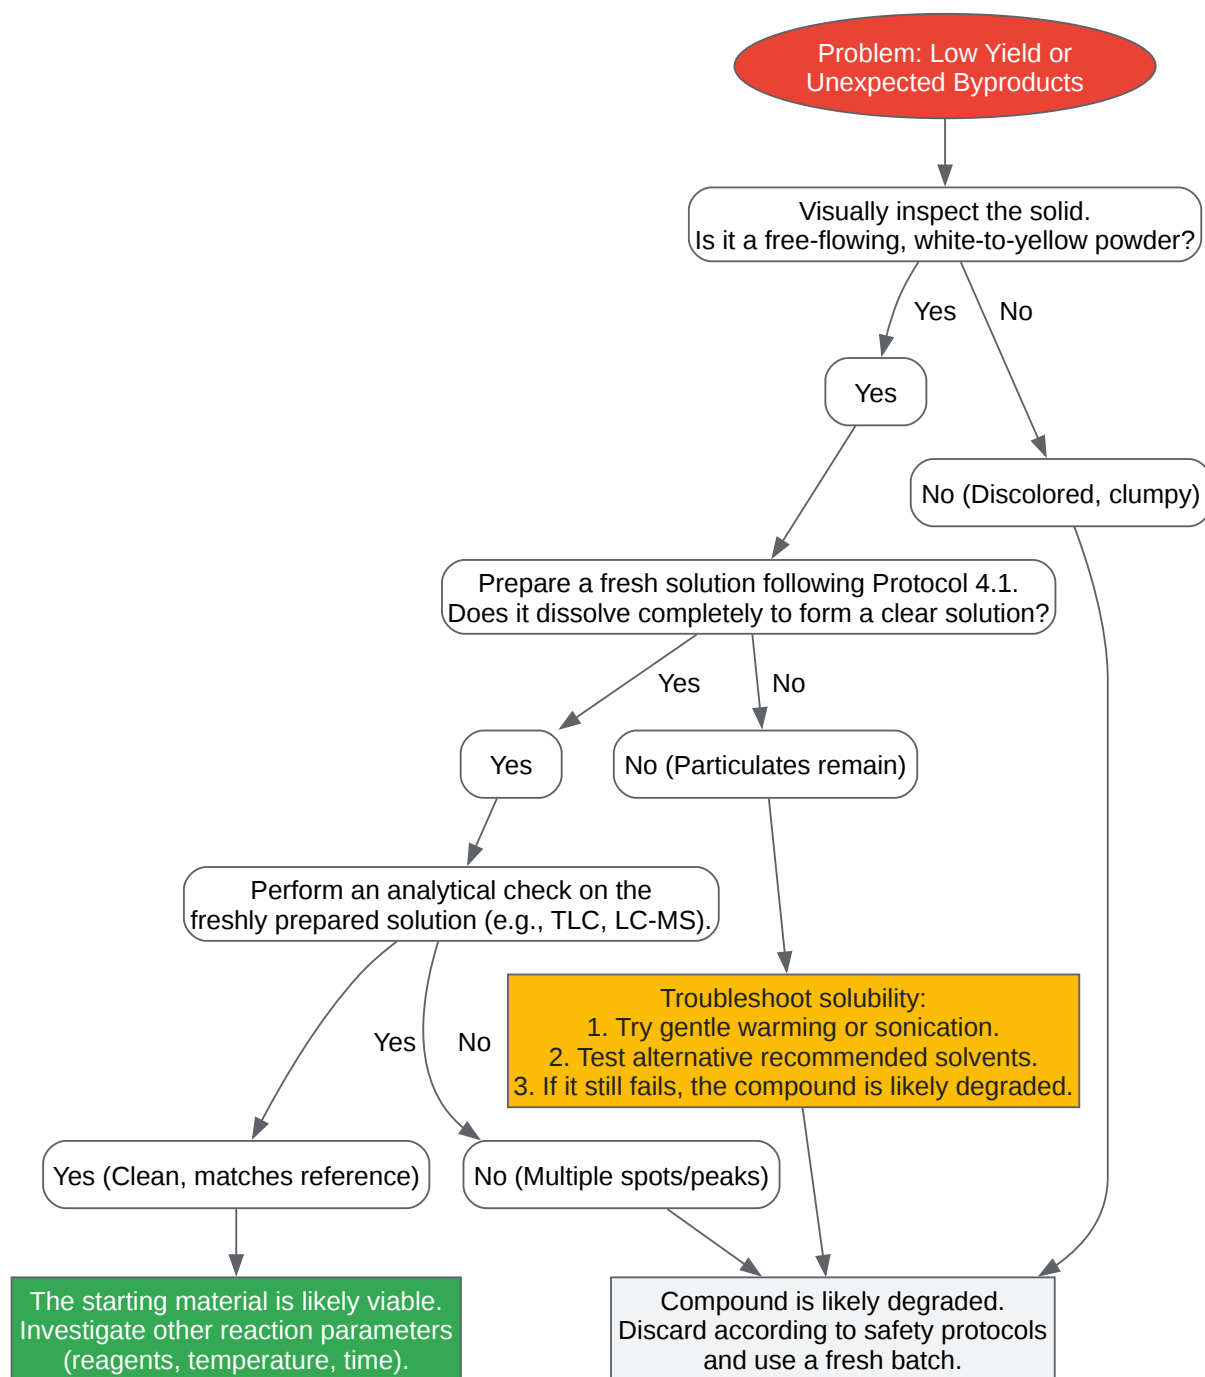 Problem: Low Yield or
Unexpected Byproducts
Visually inspect the solid.
Is it a free-flowing, white-to-yellow powder?
Yes
No
Yes
No (Discolored, clumpy)
Prepare a fresh solution following Protocol 4.1.
Does it dissolve completely to form a clear solution?
Yes
No
Yes
No (Particulates remain)
Perform an analytical check on the
freshly prepared solution (e.g., TLC, LC-MS).
Troubleshoot solubility:
1. Try gentle warming or sonication.
2. Test alternative recommended solvents.
3. If it still fails, the compound is likely degraded.
Yes
No
Yes (Clean, matches reference)
No (Multiple spots/peaks)
The starting material is likely viable.
Investigate other reaction parameters
(reagents, temperature, time).
Compound is likely degraded.
Discard according to safety protocols
and use a fresh batch.